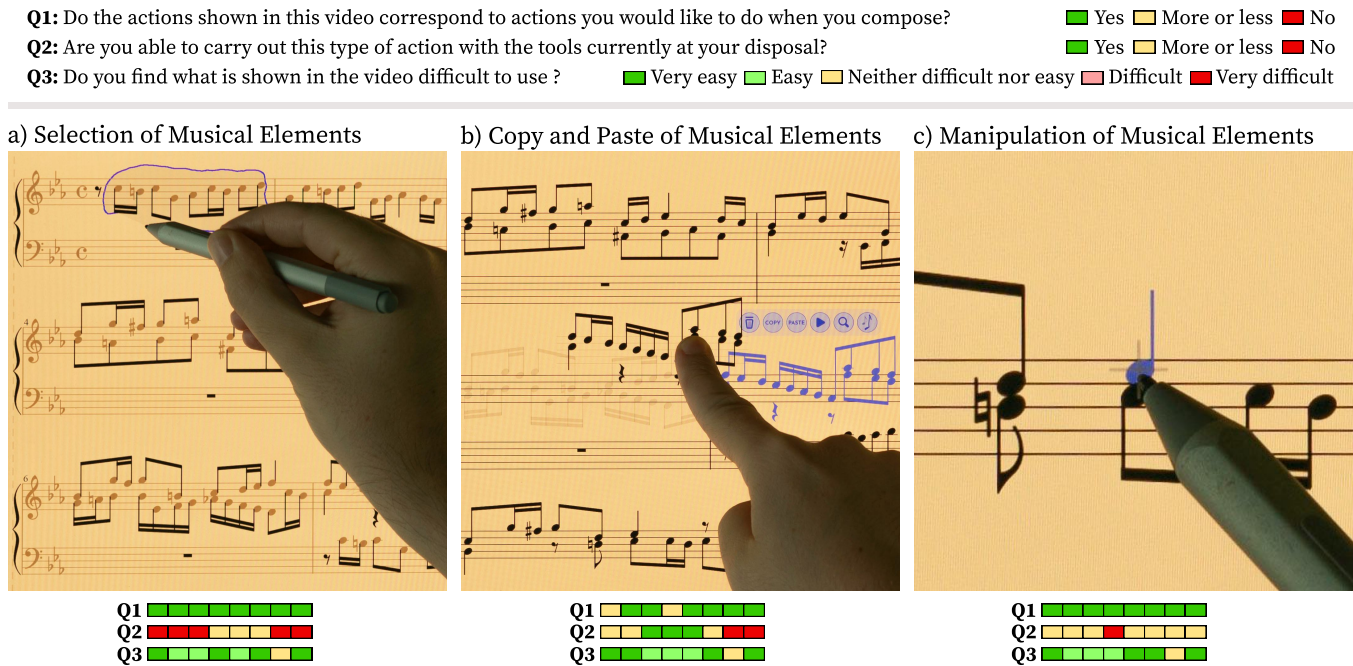 Q1: Do the actions shown in this video correspond to actions you would like to do when you compose? Yes More or less No
Q2: Are you able to carry out this type of action with the tools currently at your disposal? Yes More or less No
Q3: Do you find what is shown in the video difficult to use ? Very easy Easy Neither difficult nor easy Difficult Very difficult
a) Selection of Musical Elements
b) Copy and Paste of Musical Elements
c) Manipulation of Musical Elements
4
6
COPY PASTE
Q1
Q2
Q3
Q1
Q2
Q3
Q1
Q2
Q3